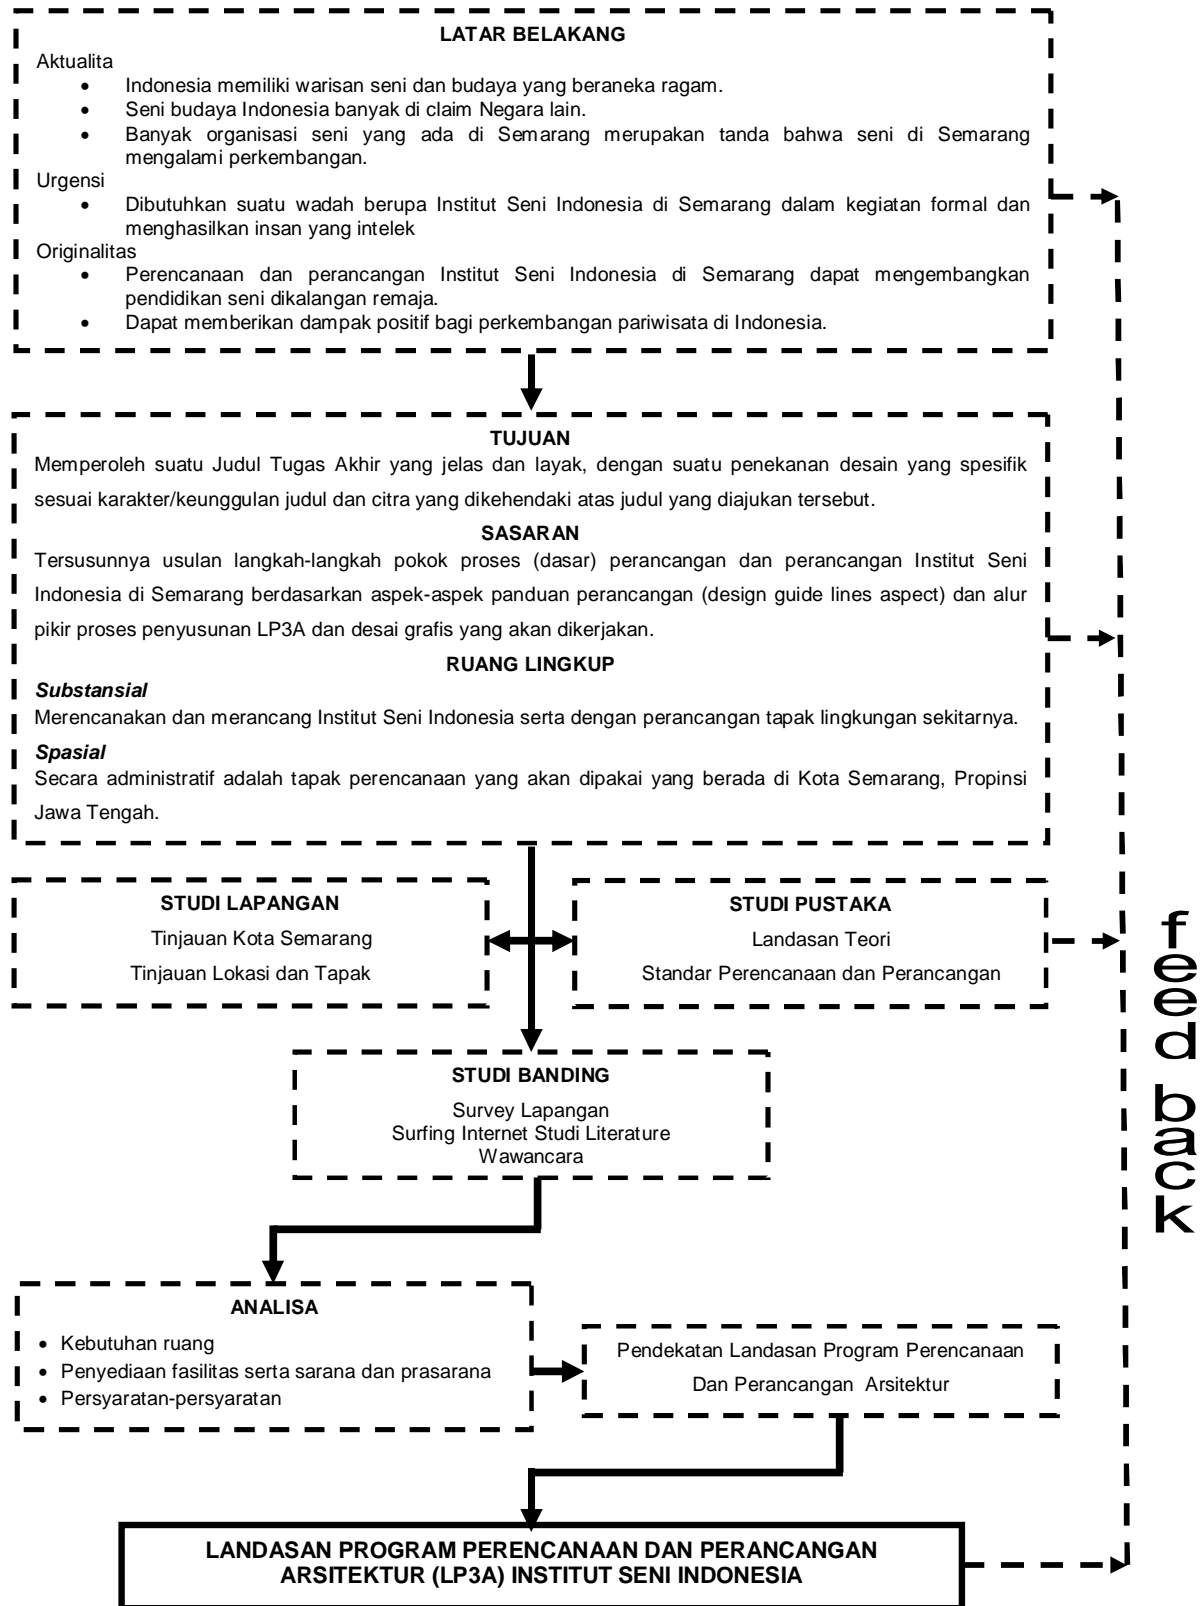 LATAR BELAKANG
Aktualita
• Indonesia memiliki warisan seni dan budaya yang beraneka ragam.
• Seni budaya Indonesia banyak di claim Negara lain.
• Banyak organisasi seni yang ada di Semarang merupakan tanda bahwa seni di Semarang
mengalami perkembangan.
Urgensi
• Dibutuhkan suatu wadah berupa Institut Seni Indonesia di Semarang dalam kegiatan formal dan
menghasilkan insan yang intelek
Originalitas
• Perencanaan dan perancangan Institut Seni Indonesia di Semarang dapat mengembangkan
pendidikan seni dikalangan remaja.
• Dapat memberikan dampak positif bagi perkembangan pariwisata di Indonesia.
TUJUAN
Memperoleh suatu Judul Tugas Akhir yang jelas dan layak, dengan suatu penekanan desain yang spesifik
sesuai karakter/keunggulan judul dan citra yang dikehendaki atas judul yang diajukan tersebut.
SASARAN
Tersusunnya usulan langkah-langkah pokok proses (dasar) perancangan dan perancangan Institut Seni
Indonesia di Semarang berdasarkan aspek-aspek panduan perancangan (design guide lines aspect) dan alur
pikir proses penyusunan LP3A dan desai grafis yang akan dikerjakan.
RUANG LINGKUP
Substansial
Merencanakan dan merancang Institut Seni Indonesia serta dengan perancangan tapak lingkungan sekitarnya.
Spasial
Secara administratif adalah tapak perencanaan yang akan dipakai yang berada di Kota Semarang, Propinsi
Jawa Tengah.
STUDI LAPANGAN
Tinjauan Kota Semarang
Tinjauan Lokasi dan Tapak
STUDI PUSTAKA
Landasan Teori
Standar Perencanaan dan Perancangan
STUDI BANDING
Survey Lapangan
Surfing Internet Studi Literature
Wawancara
ANALISA
• Kebutuhan ruang
• Penyediaan fasilitas serta sarana dan prasarana
• Persyaratan-persyaratan
Pendekatan Landasan Program Perencanaan
Dan Perancangan Arsitektur
LANDASAN PROGRAM PERENCANAAN DAN PERANCANGAN
ARSITEKTUR (LP3A) INSTITUT SENI INDONESIA
feed back